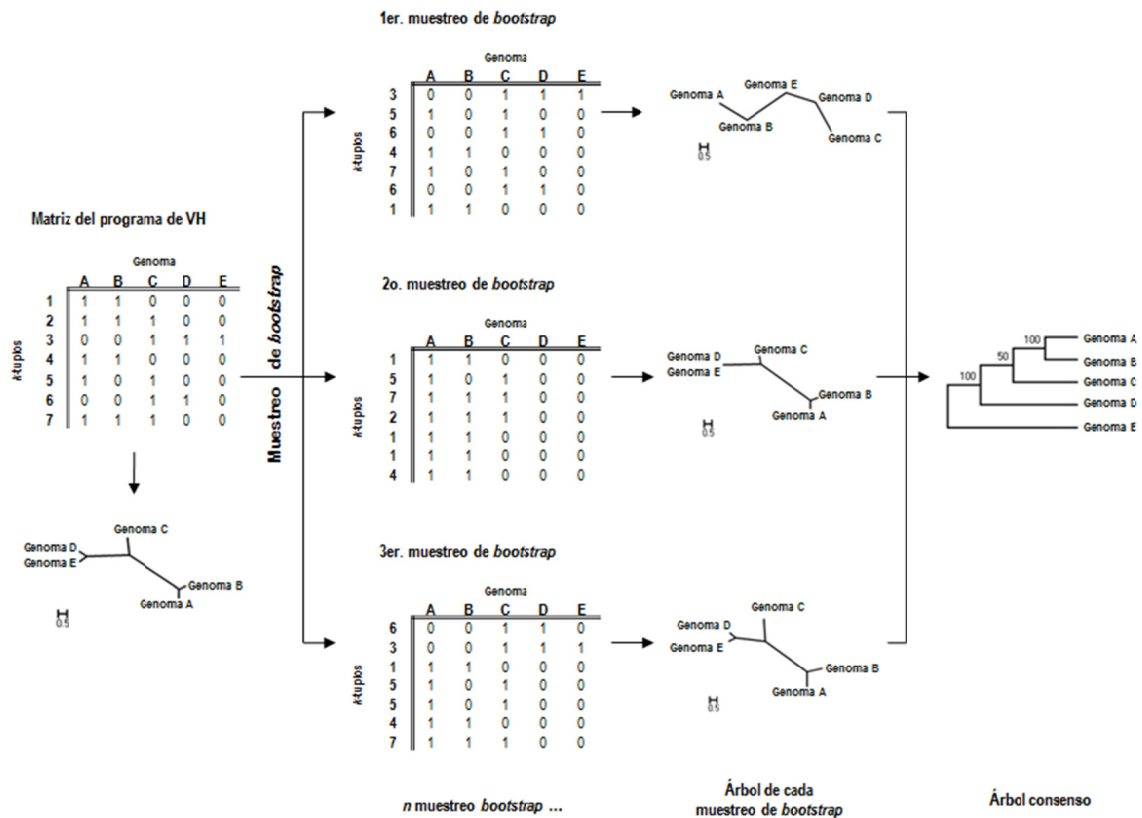 1er. muestreo de bootstrap
Genoma
A B C D E
k-tuplos
3 0 0 1 1 1
5 1 0 1 0 0
6 0 0 1 1 0
4 1 1 0 0 0
7 1 0 1 0 0
6 0 0 1 1 0
1 1 1 0 0 0
Genoma A
Genoma B
Genoma E
Genoma D
Genoma C
0.5
Matriz del programa de VH
Genoma
A B C D E
k-tuplos
1 1 1 0 0 0
2 1 1 1 0 0
3 0 0 1 1 1
4 1 1 0 0 0
5 1 0 1 0 0
6 0 0 1 1 0
7 1 1 1 0 0
Muestreo de bootstrap
Genoma C
Genoma D
Genoma E
Genoma B
Genoma A
0.5
2o. muestreo de bootstrap
Genoma
A B C D E
k-tuplos
1 1 1 0 0 0
5 1 0 1 0 0
7 1 1 1 0 0
2 1 1 1 0 0
1 1 1 0 0 0
1 1 1 0 0 0
4 1 1 0 0 0
Genoma D
Genoma E
Genoma C
Genoma B
Genoma A
0.5
3er. muestreo de bootstrap
Genoma
A B C D E
k-tuplos
6 0 0 1 1 0
3 0 0 1 1 1
1 1 1 0 0 0
5 1 0 1 0 0
5 1 0 1 0 0
4 1 1 0 0 0
7 1 1 1 0 0
Genoma C
Genoma D
Genoma E
Genoma B
Genoma A
0.5
100
50
100
Genoma A
Genoma B
Genoma C
Genoma D
Genoma E
n muestreo bootstrap ...
Árbol de cada
muestreo de bootstrap
Árbol consenso